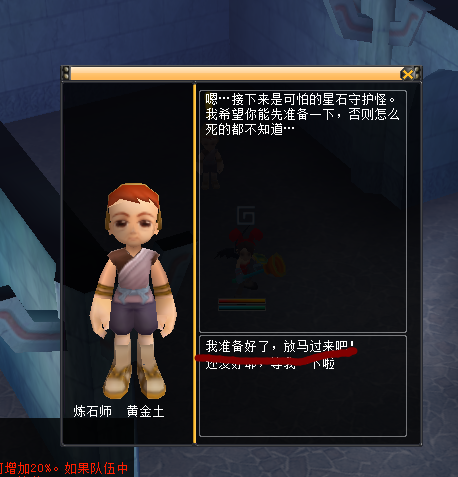 嗯…接下来是可怕的星石守护怪。
我希望你能先准备一下，否则怎么
死的都不知道…
我准备好了，放马过来吧!
还没好耶，等我一下啦
炼石师 黄金土
可增加20%。如果队伍中